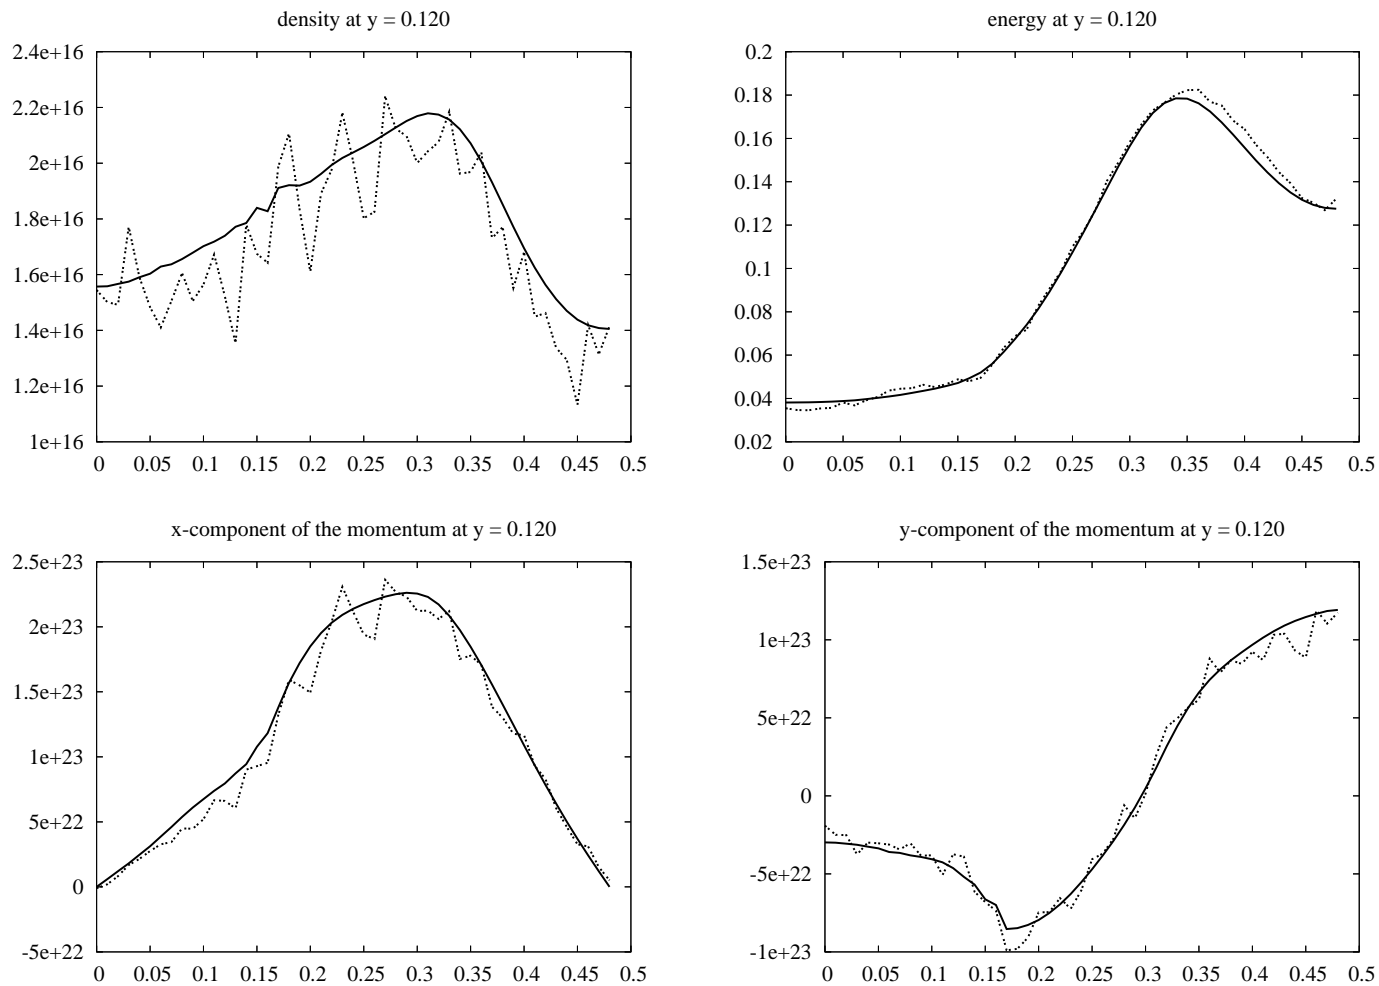 density at y = 0.120
2.4e+16
2.2e+16
2e+16
1.8e+16
1.6e+16
1.4e+16
1.2e+16
1e+16
0 0.05 0.1 0.15 0.2 0.25 0.3 0.35 0.4 0.45 0.5
energy at y = 0.120
0.2
0.18
0.16
0.14
0.12
0.1
0.08
0.06
0.04
0.02
0 0.05 0.1 0.15 0.2 0.25 0.3 0.35 0.4 0.45 0.5
x-component of the momentum at y = 0.120
2.5e+23
2e+23
1.5e+23
1e+23
5e+22
0
-5e+22
0 0.05 0.1 0.15 0.2 0.25 0.3 0.35 0.4 0.45 0.5
y-component of the momentum at y = 0.120
1.5e+23
1e+23
5e+22
0
-5e+22
-1e+23
0 0.05 0.1 0.15 0.2 0.25 0.3 0.35 0.4 0.45 0.5